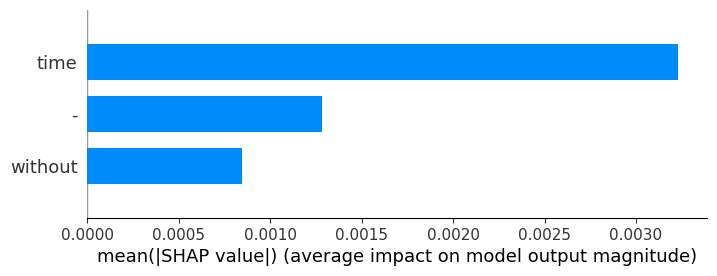 time
-
without
0.0000 0.0005 0.0010 0.0015 0.0020 0.0025 0.0030
mean(|SHAP value|) (average impact on model output magnitude)